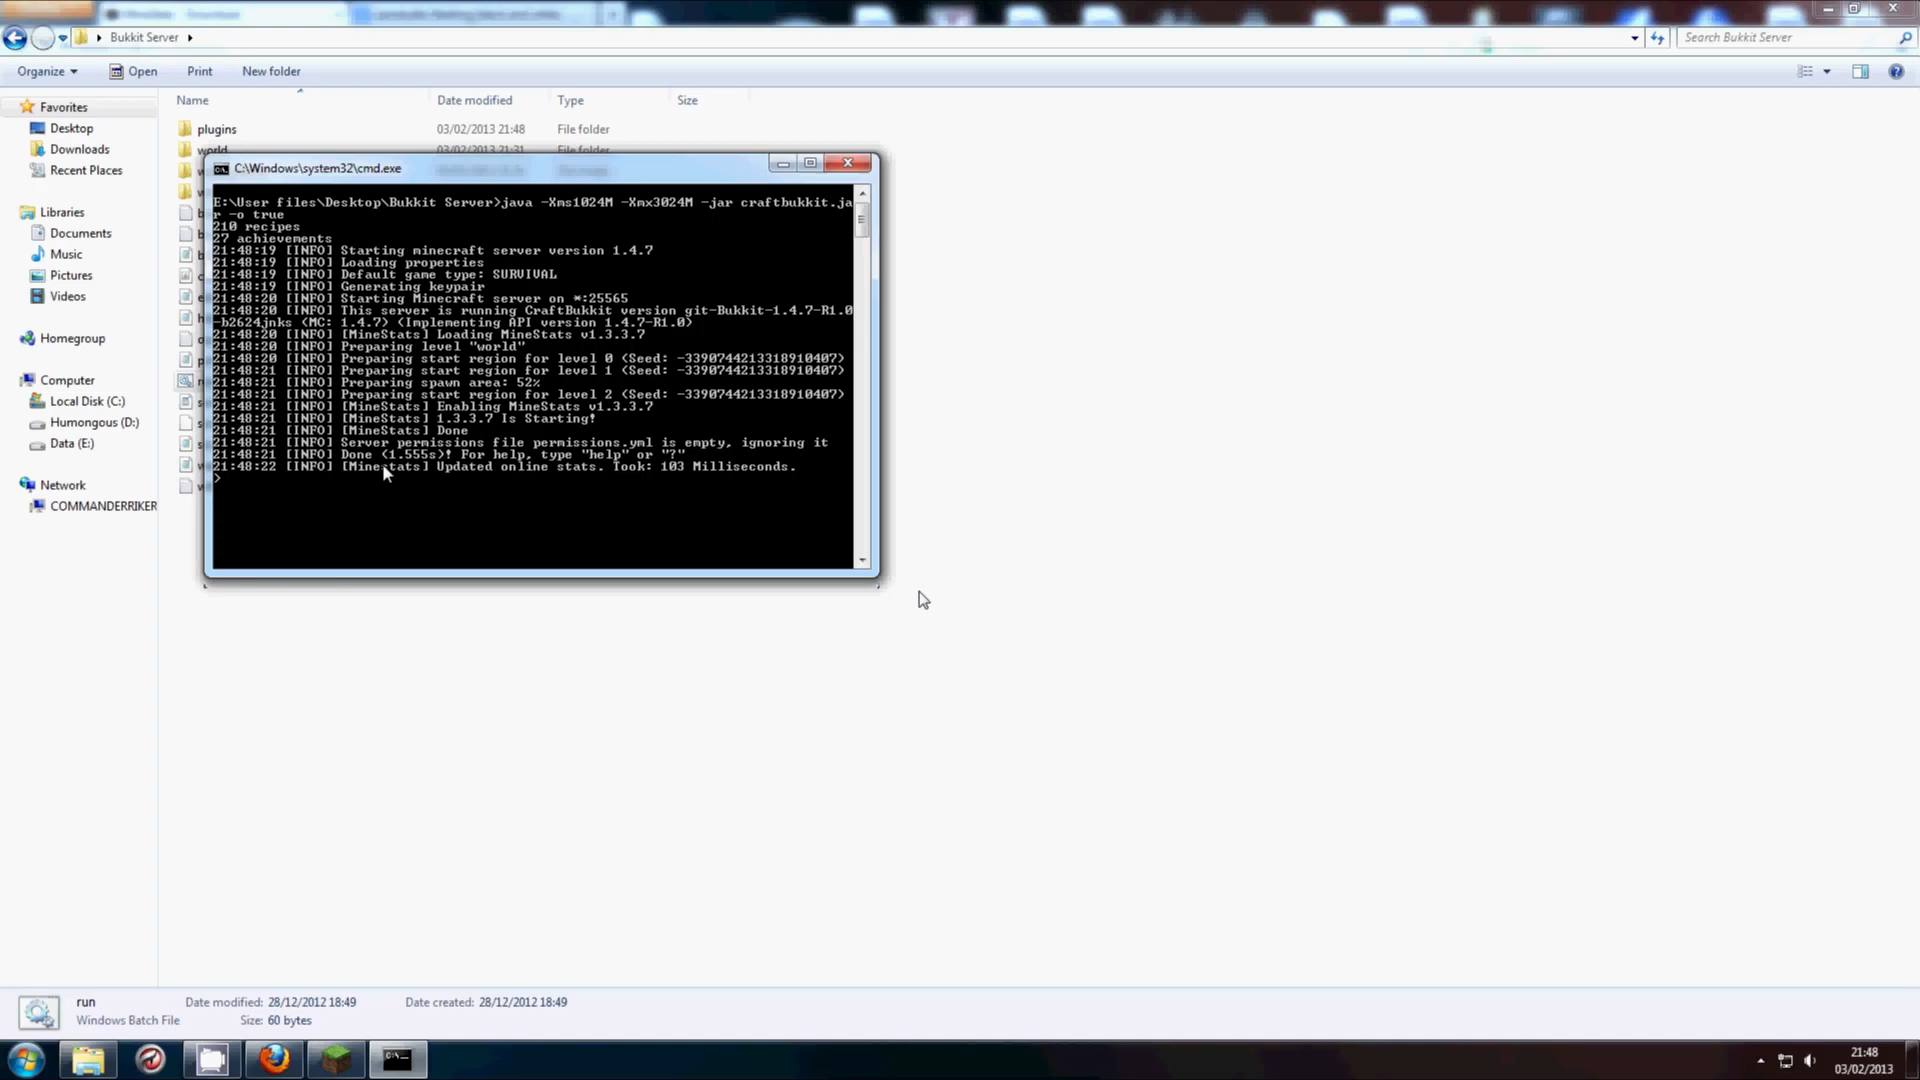 Bukkit Server
Search Bukkit Server
Organize
Open
Print
New folder
Name
Date modified
Type
Size
Favorites
Desktop
Downloads
Recent Places
Libraries
Documents
Music
Pictures
Videos
Homegroup
Computer
Local Disk (C:)
Humongous (D:)
Data (E:)
Network
COMMANDERRIKER
plugins
03/02/2013 21:48
File folder
world
03/02/2013 21:31
File folder
C:\Windows\system32\cmd.exe
E:\User files\Desktop\Bukkit Server>java -Xms1024M -Xmx3024M -jar craftbukkit.ja
r -o true
210 recipes
27 achievements
21:48:19 [INFO] Starting minecraft server version 1.4.7
21:48:19 [INFO] Loading properties
21:48:19 [INFO] Default game type: SURVIVAL
21:48:19 [INFO] Generating keypair
21:48:20 [INFO] Starting Minecraft server on *:25565
21:48:20 [INFO] This server is running CraftBukkit version git-Bukkit-1.4.7-R1.0
-b2624jnks (MC: 1.4.7) (Implementing API version 1.4.7-R1.0)
21:48:20 [INFO] [MineStats] Loading MineStats v1.3.3.7
21:48:20 [INFO] Preparing level "world"
21:48:20 [INFO] Preparing start region for level 0 (Seed: -3390744213318910407)
21:48:21 [INFO] Preparing start region for level 1 (Seed: -3390744213318910407)
21:48:21 [INFO] Preparing spawn area: 52%
21:48:21 [INFO] Preparing start region for level 2 (Seed: -3390744213318910407)
21:48:21 [INFO] [MineStats] Enabling MineStats v1.3.3.7
21:48:21 [INFO] [MineStats] 1.3.3.7 Is Starting!
21:48:21 [INFO] [MineStats] Done
21:48:21 [INFO] Server permissions file permissions.yml is empty, ignoring it
21:48:21 [INFO] Done (1.555s)! For help, type "help" or "?"
21:48:22 [INFO] [Minestats] Updated online stats. Took: 103 Milliseconds.
>
run
Date modified: 28/12/2012 18:49
Date created: 28/12/2012 18:49
Windows Batch File
Size: 60 bytes
21:48
03/02/2013